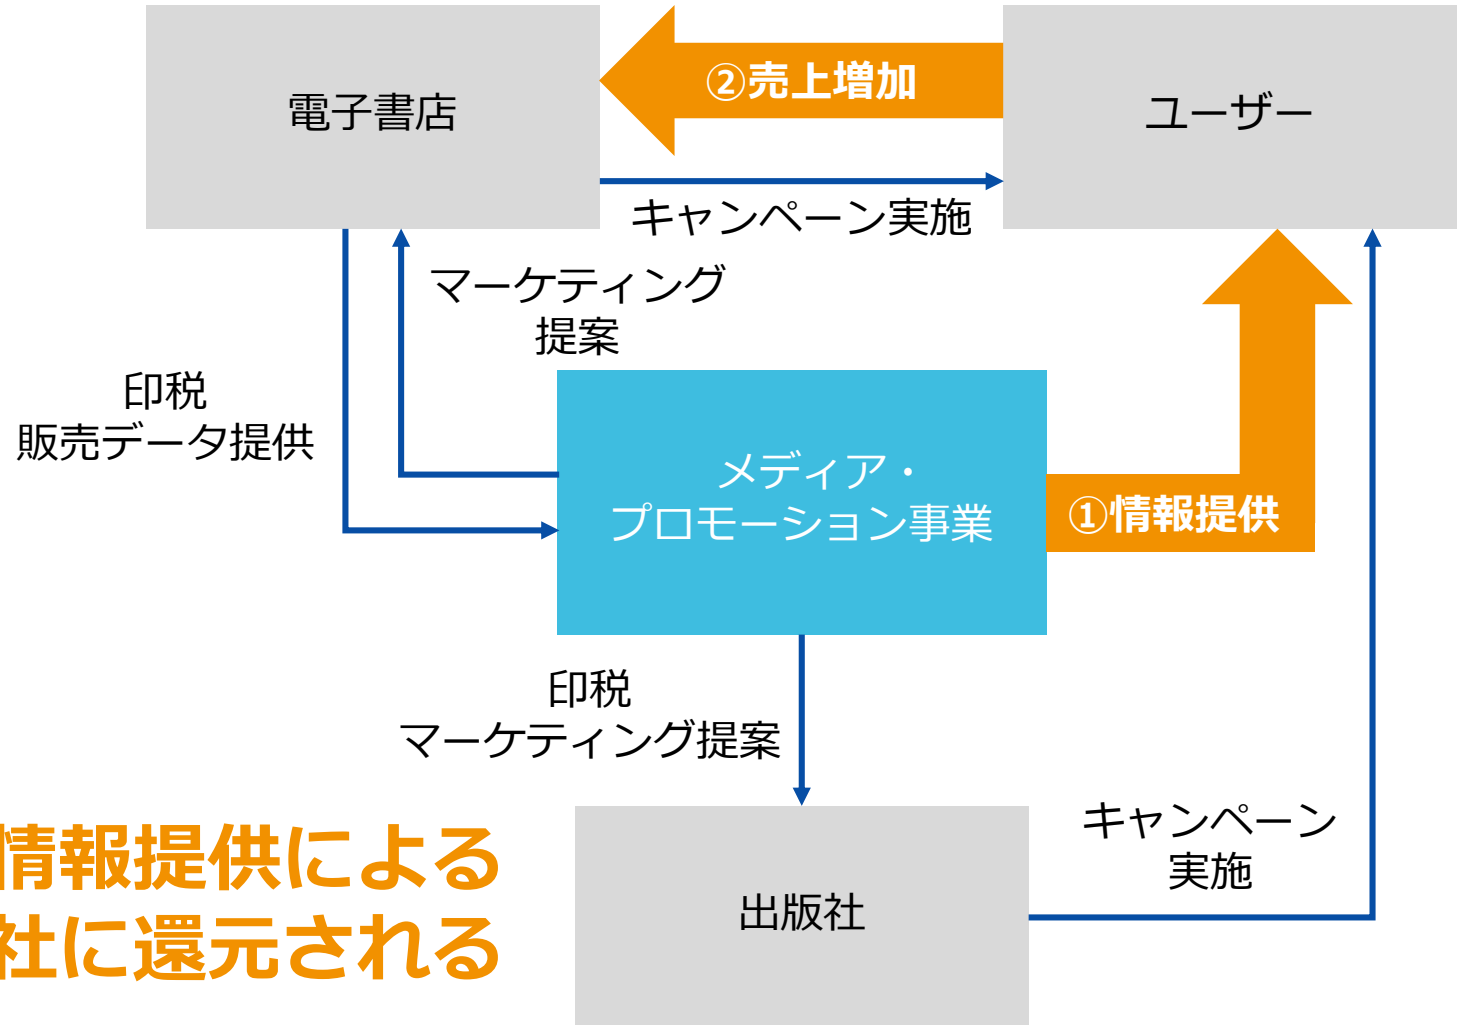 電子書店
②売上増加
ユーザー
キャンペーン実施
マーケティング
提案
印税
販売データ提供
メディア・
プロモーション事業
①情報提供
印税
マーケティング提案
キャンペーン
実施
出版社
情報提供による
社に還元される